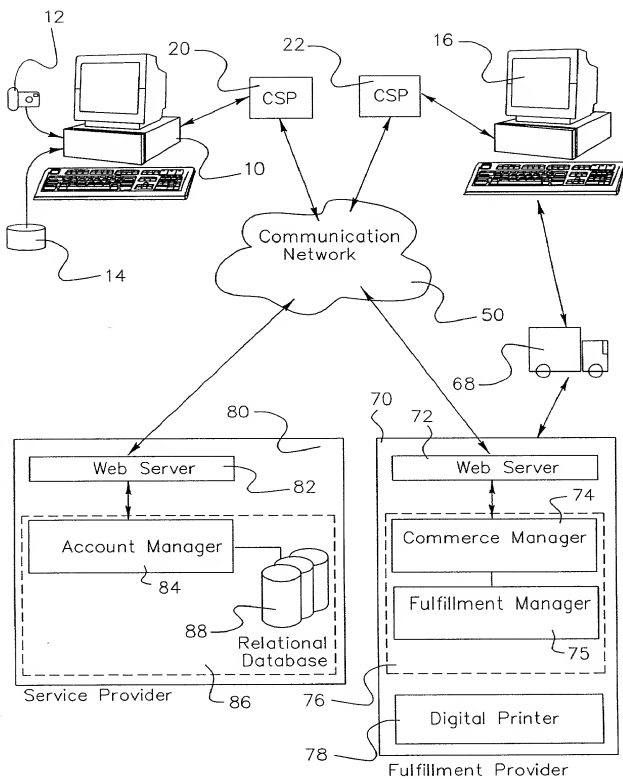 12
20
22
16
CSP
CSP
10
14
Communication
Network
50
68
80
70
72
Web Server
82
Web Server
74
Account Manager
84
Commerce Manager
88
Relational
Database
Fulfillment Manager
75
86
76
Service Provider
Digital Printer
78
Fulfillment Provider